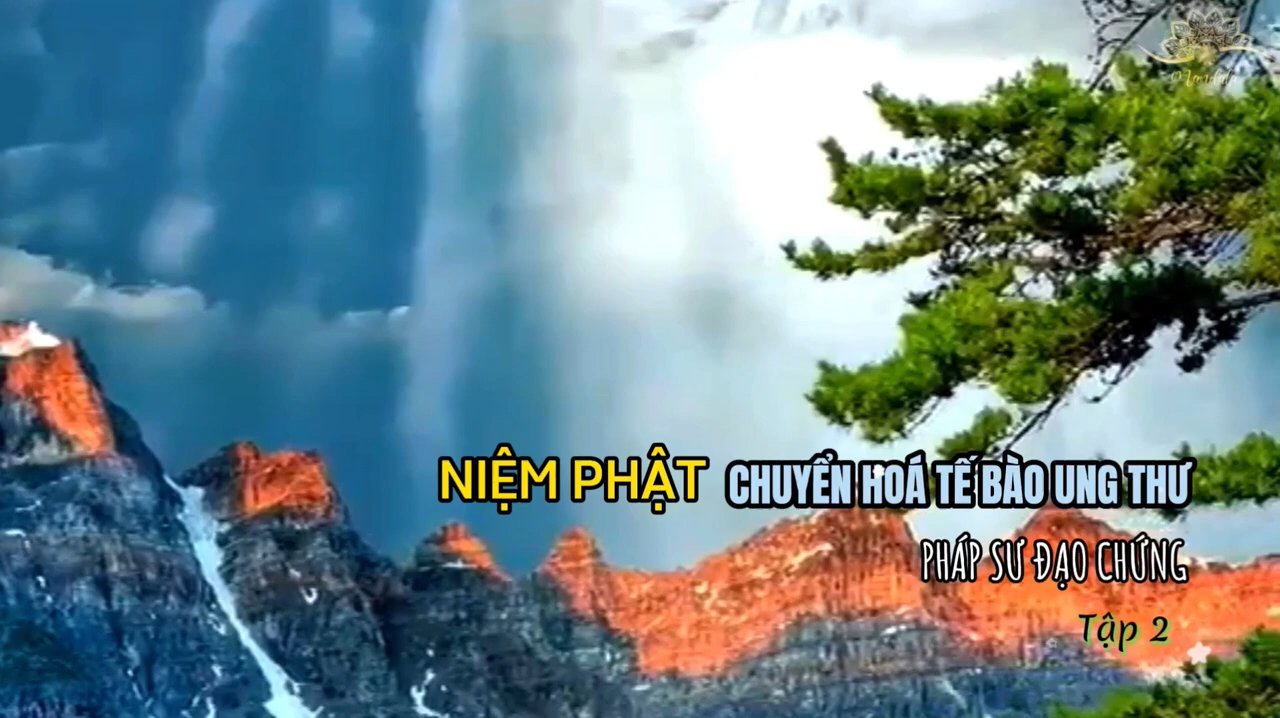 NIỆM PHẬT CHUYỂN HOÁ TẾ BÀO UNG THƯ
PHÁP SƯ ĐẠO CHỨNG
Tập 2